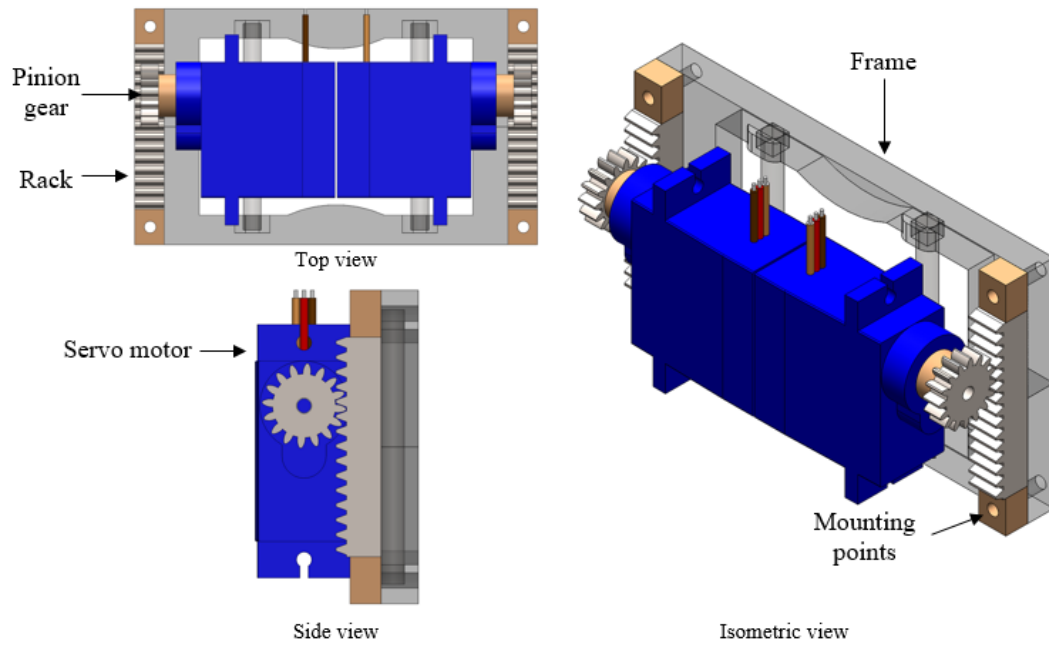 Pinion
gear
Rack
Top view
Frame
Servo motor
Mounting
points
Side view
Isometric view